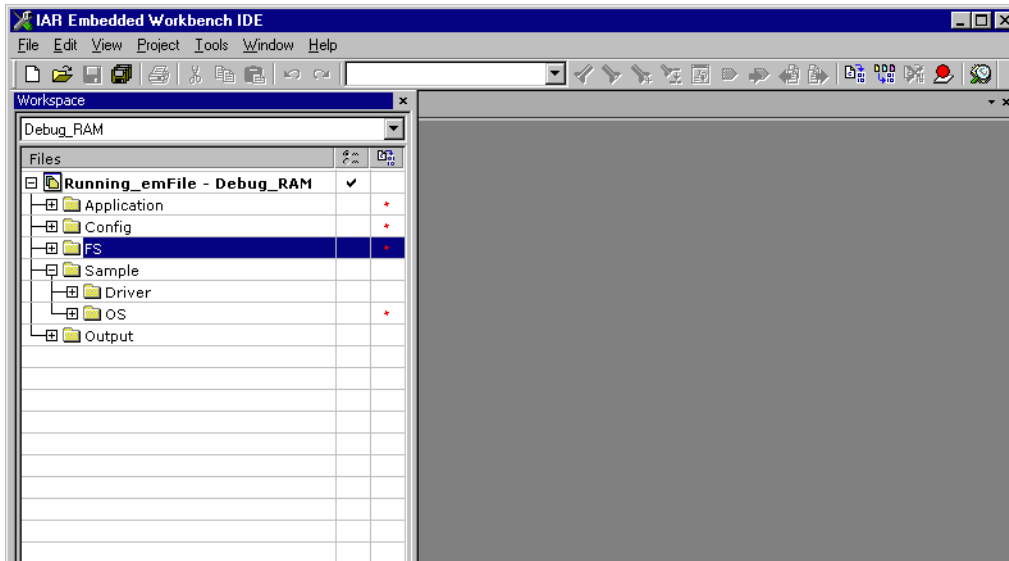 IAR Embedded Workbench IDE
File Edit View Project Tools Window Help
Workspace
Debug_RAM
Files
Running_emFile - Debug_RAM
Application
Config
FS
Sample
Driver
OS
Output